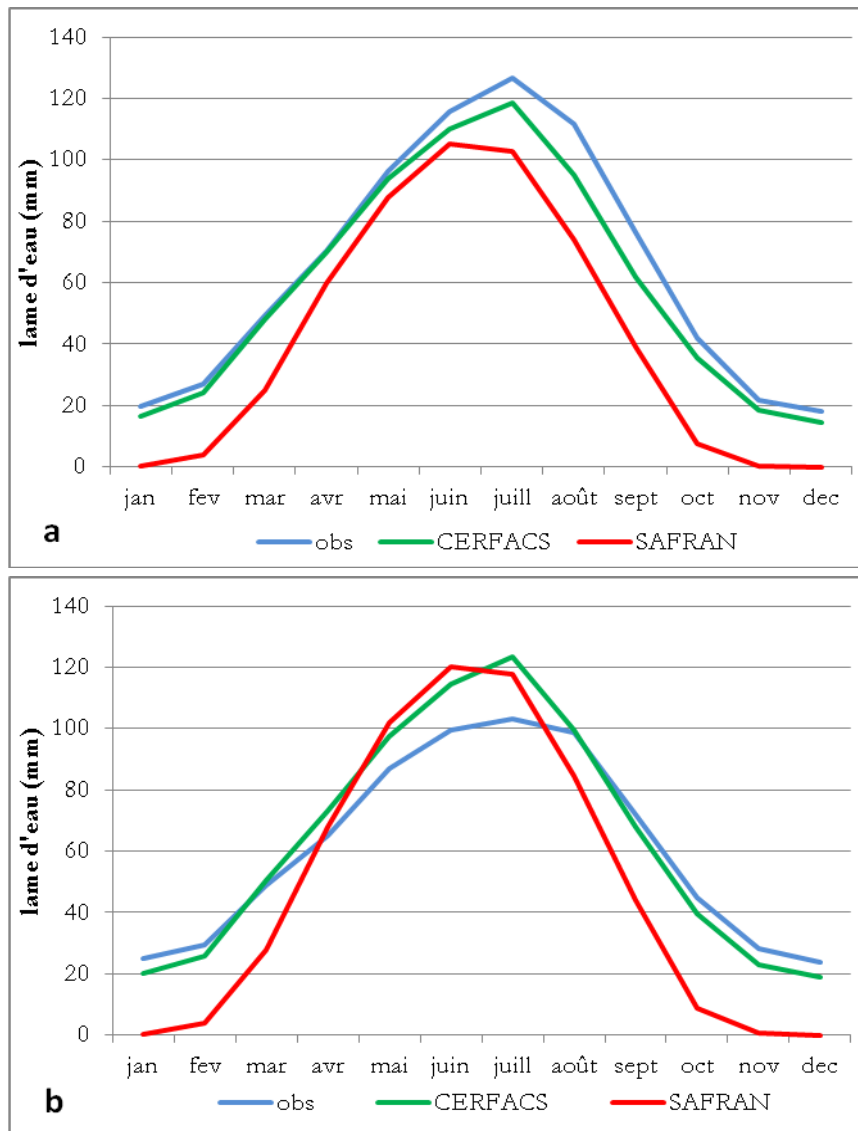 140
120
100
80
60
40
20
0
lame d'eau (mm)
jan fev mar avr mai juin juill août sept oct nov dec
a
obs CERFACS SAFRAN
140
120
100
80
60
40
20
0
lame d'eau (mm)
jan fev mar avr mai juin juill août sept oct nov dec
b
obs CERFACS SAFRAN